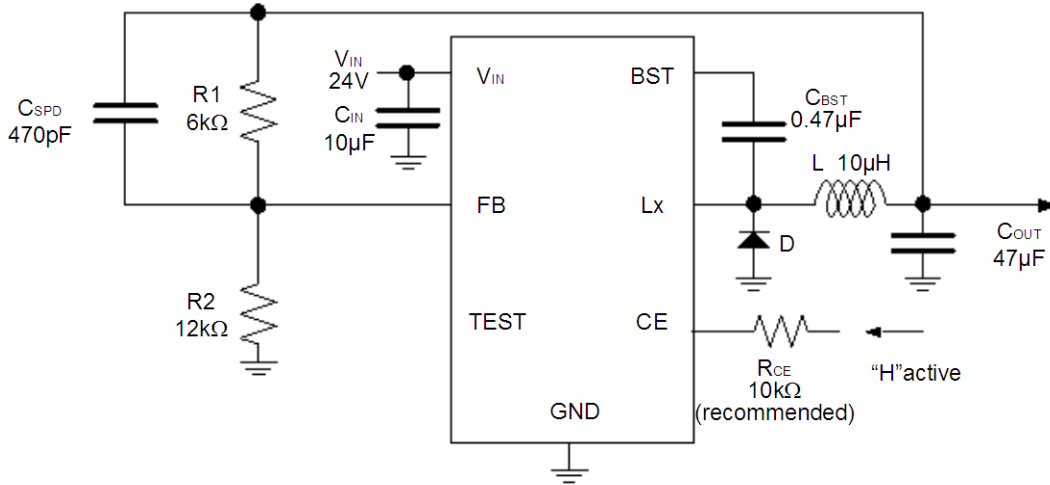 CSPD
470pF
R1
6kΩ
R2
12kΩ
VIN
24V
CIN
10µF
VIN
FB
TEST
GND
BST
Lx
CE
CBST
0.47µF
L 10µH
D
COUT
47µF
RCE
10kΩ
(recommended)
“H”active